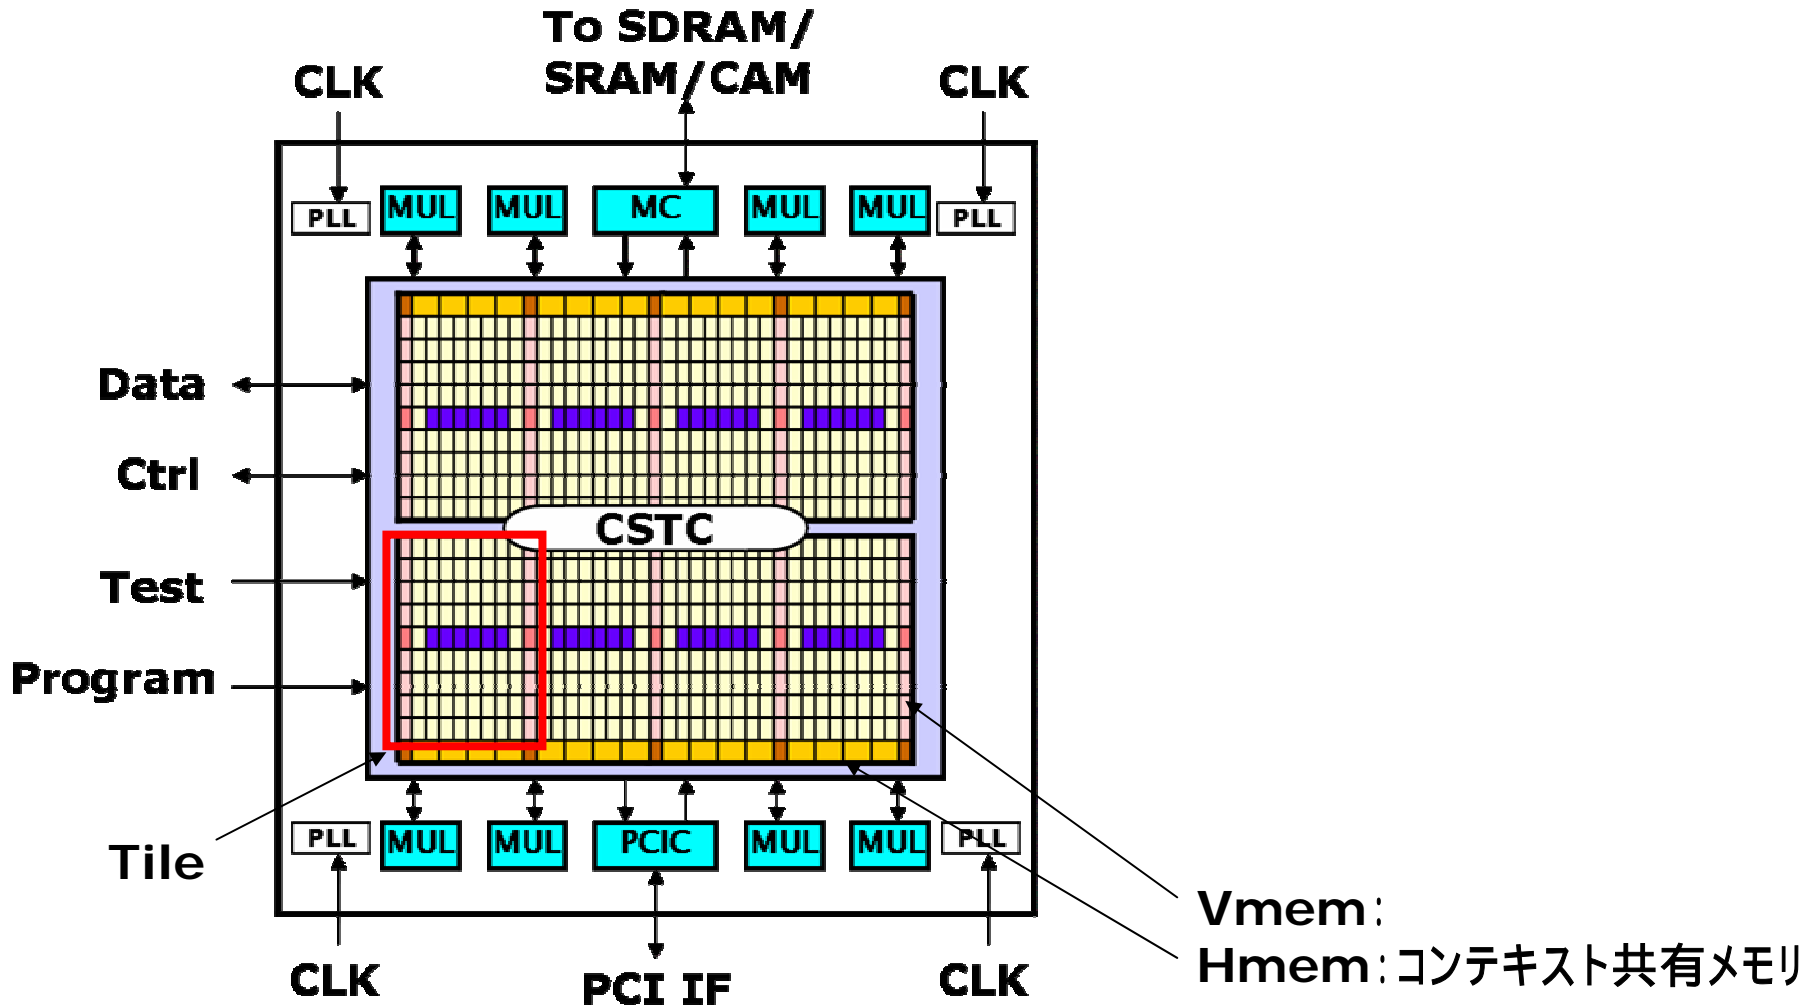 To SDRAM/
SRAM/CAM
CLK
CLK
PLL
MUL
MUL
MC
MUL
MUL
PLL
Data
Ctrl
CSTC
Test
Program
Tile
PLL
MUL
MUL
PCIC
MUL
MUL
PLL
Vmem:
Hmem:コンテキスト共有メモリ
CLK
PCI IF
CLK